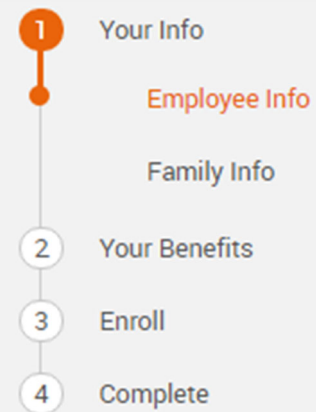 1 Your Info
Employee Info
Family Info
2 Your Benefits
3 Enroll
4 Complete